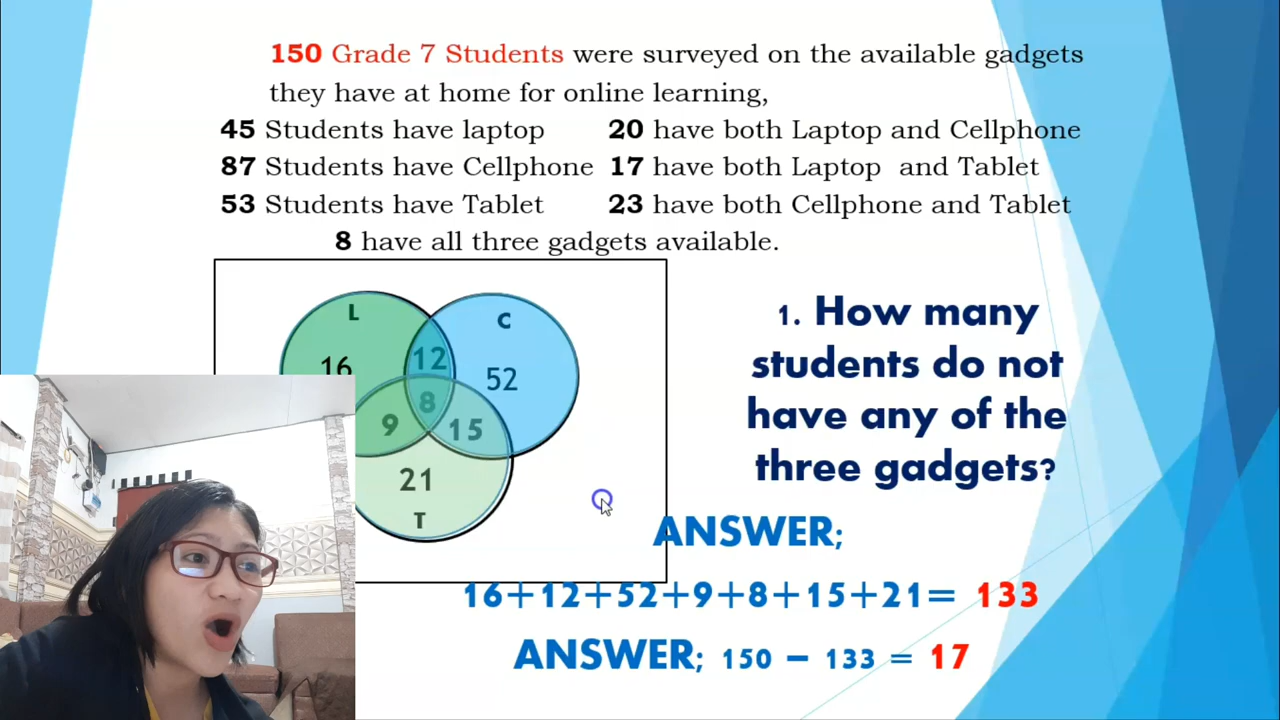 150 Grade 7 Students were surveyed on the available gadgets
they have at home for online learning,
45 Students have laptop 20 have both Laptop and Cellphone
87 Students have Cellphone 17 have both Laptop and Tablet
53 Students have Tablet 23 have both Cellphone and Tablet
8 have all three gadgets available.
L
C
16
12
52
8
9
15
21
T
1. How many
students do not
have any of the
three gadgets?
ANSWER;
16+12+52+9+8+15+21= 133
ANSWER; 150 – 133 = 17